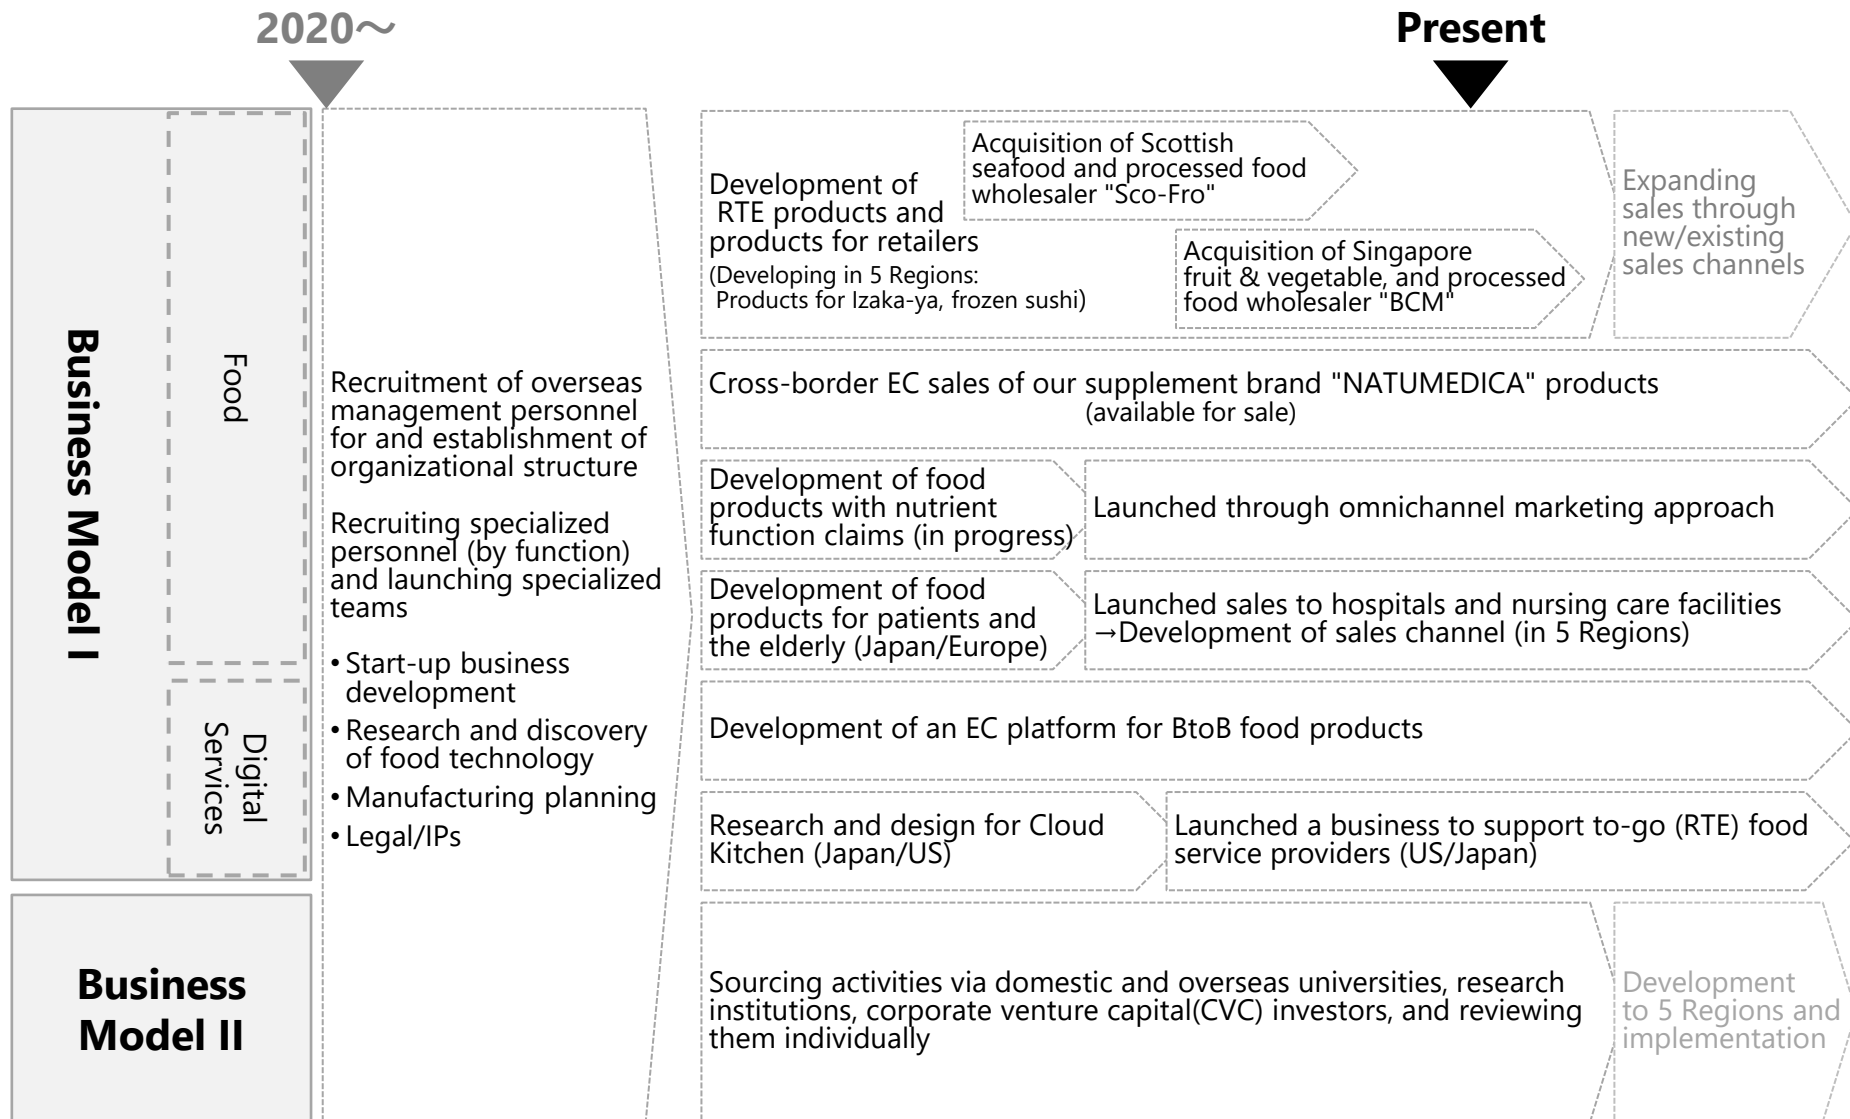 2020～
Present
Business Model I
Food
Digital
Services
Business
Model II
Recruitment of overseas
management personnel
for and establishment of
organizational structure
Recruiting specialized
personnel (by function)
and launching specialized
teams
• Start-up business
development
• Research and discovery
of food technology
• Manufacturing planning
• Legal/IPs
Development of
RTE products and
products for retailers
(Developing in 5 Regions:
Products for Izaka-ya, frozen sushi)
Acquisition of Scottish
seafood and processed food
wholesaler "Sco-Fro"
Acquisition of Singapore
fruit & vegetable, and processed
food wholesaler "BCM"
Expanding
sales through
new/existing
sales channels
Cross-border EC sales of our supplement brand "NATUMEDICA" products
(available for sale)
Development of food
products with nutrient
function claims (in progress)
Launched through omnichannel marketing approach
Development of food
products for patients and
the elderly (Japan/Europe)
Launched sales to hospitals and nursing care facilities
→Development of sales channel (in 5 Regions)
Development of an EC platform for BtoB food products
Research and design for Cloud
Kitchen (Japan/US)
Launched a business to support to-go (RTE) food
service providers (US/Japan)
Sourcing activities via domestic and overseas universities, research
institutions, corporate venture capital(CVC) investors, and reviewing
them individually
Development
to 5 Regions and
implementation